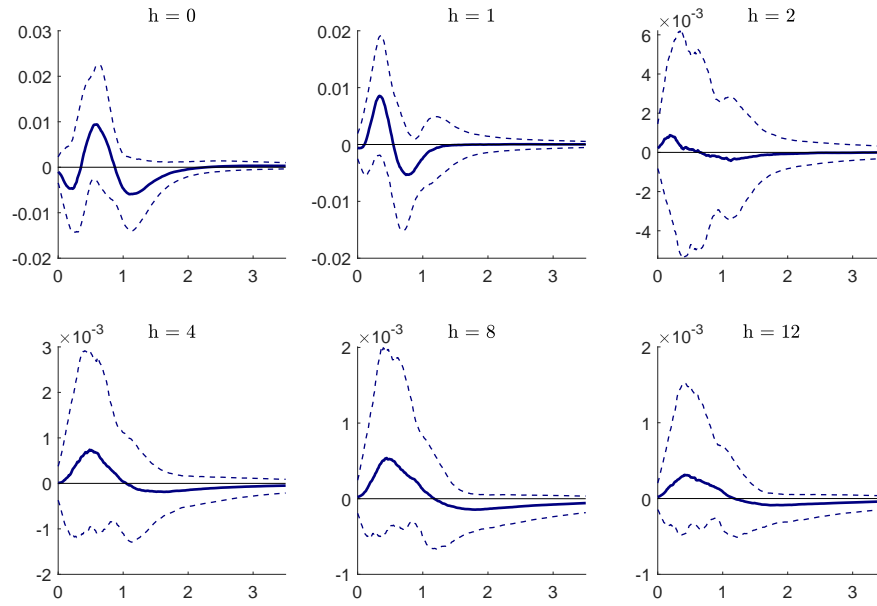 h = 0
0.03
0.02
0.01
0
-0.01
-0.02
0 1 2 3
h = 1
0.02
0.01
0
-0.01
-0.02
0 1 2 3
h = 2
×10-3
6
4
2
0
-2
-4
0 1 2 3
h = 4
×10-3
3
2
1
0
-1
-2
0 1 2 3
h = 8
×10-3
2
1
0
-1
0 1 2 3
h = 12
×10-3
2
1
0
-1
0 1 2 3